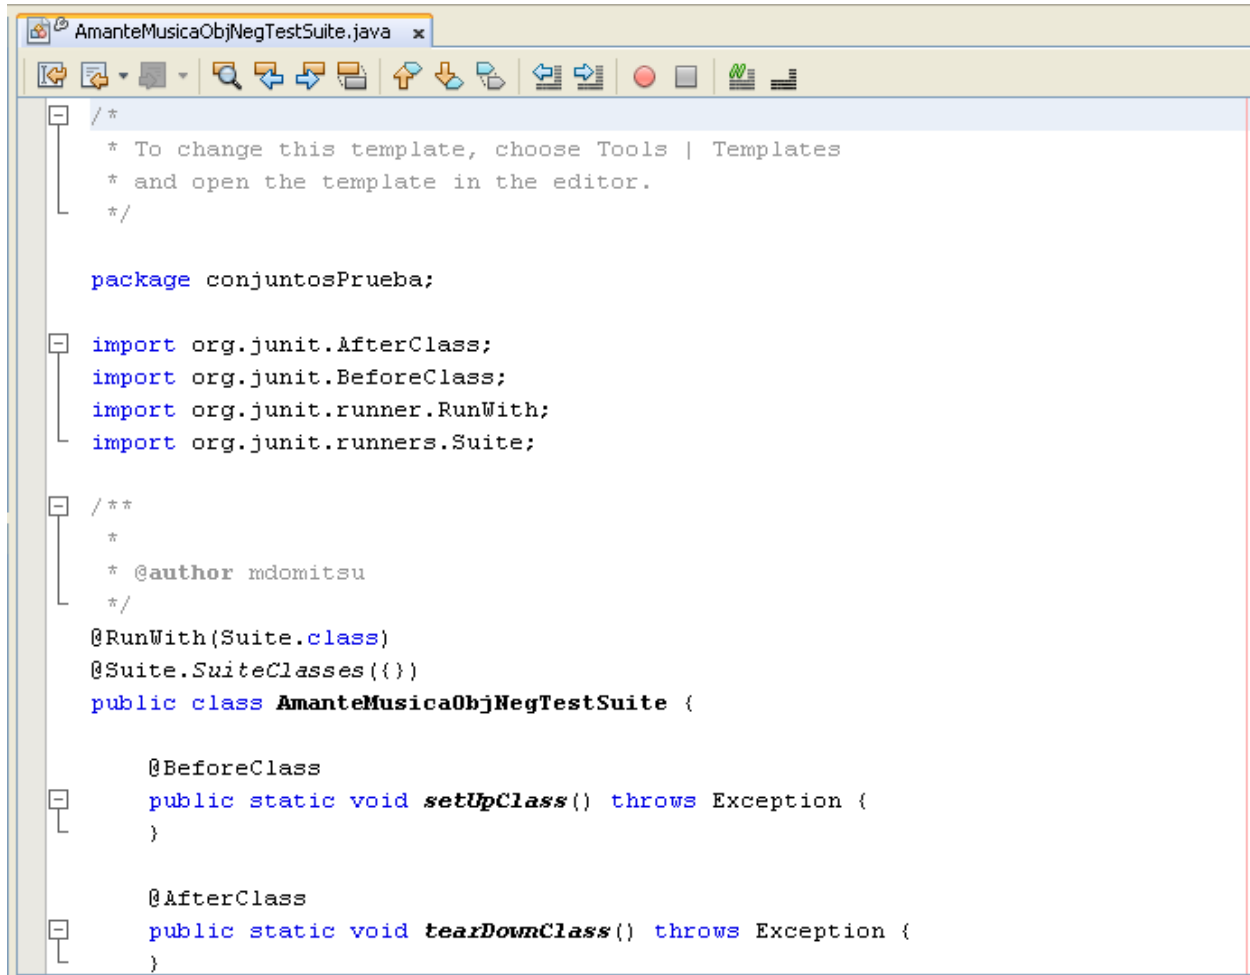 AmanteMusicaObjNegTestSuite.java x
/*
* To change this template, choose Tools | Templates
* and open the template in the editor.
*/
package conjuntosPrueba;
import org.junit.AfterClass;
import org.junit.BeforeClass;
import org.junit.runner.RunWith;
import org.junit.runners.Suite;
/**
*
* @author mdomitsu
*/
@RunWith(Suite.class)
@Suite.SuiteClasses({})
public class AmanteMusicaObjNegTestSuite {
@BeforeClass
public static void setUpClass() throws Exception {
}
@AfterClass
public static void tearDownClass() throws Exception {
}